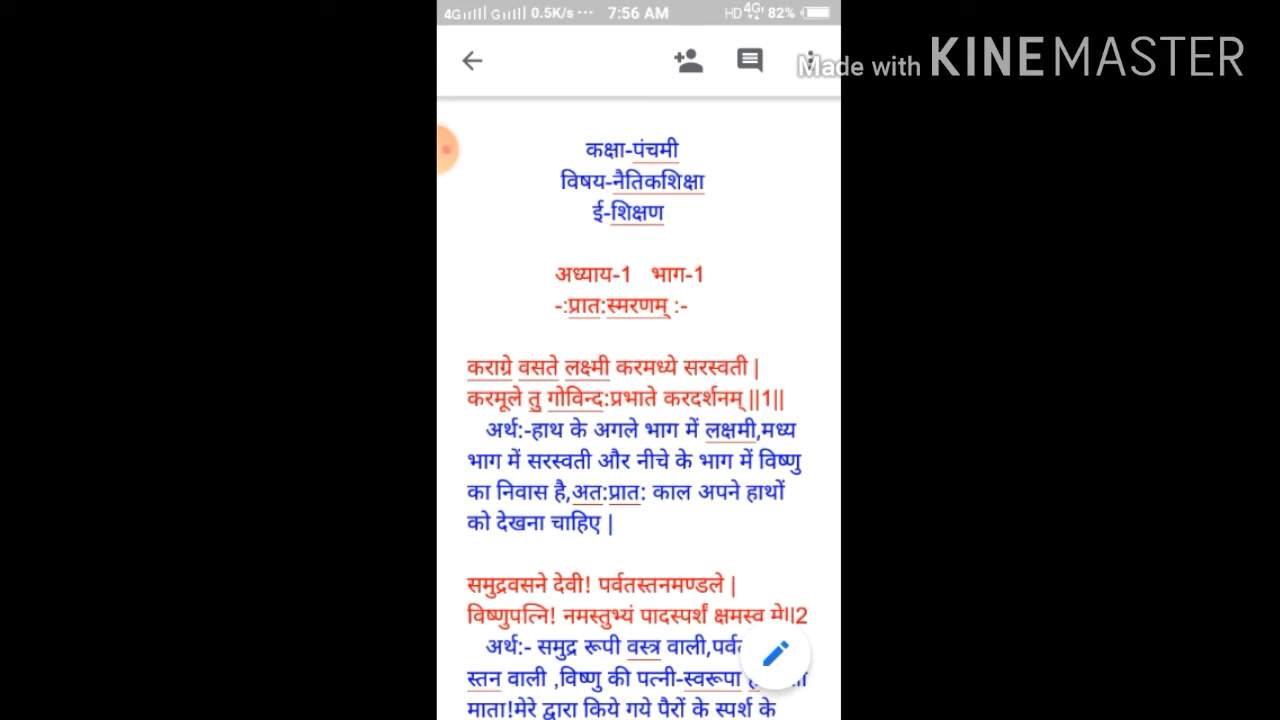 4G G 0.5K/s ··· 7:56 AM HD 4G 82%
Made with KINEMASTER
कक्षा-पंचमी
विषय-नैतिकशिक्षा
ई-शिक्षण
अध्याय-1 भाग-1
-:प्रात:स्मरणम् :-
कराग्रे वसते लक्ष्मी करमध्ये सरस्वती |
करमूले तु गोविन्द:प्रभाते करदर्शनम् ||1||
अर्थ:-हाथ के अगले भाग में लक्षमी,मध्य
भाग में सरस्वती और नीचे के भाग में विष्णु
का निवास है,अत:प्रात: काल अपने हाथों
को देखना चाहिए |
समुद्रवसने देवी! पर्वतस्तनमण्डले |
विष्णुपत्नि! नमस्तुभ्यं पादस्पर्शं क्षमस्व मे||2
अर्थ:- समुद्र रूपी वस्त्र वाली,पर्वत
स्तन वाली ,विष्णु की पत्नी-स्वरूपा
माता!मेरे द्वारा किये गये पैरों के स्पर्श के